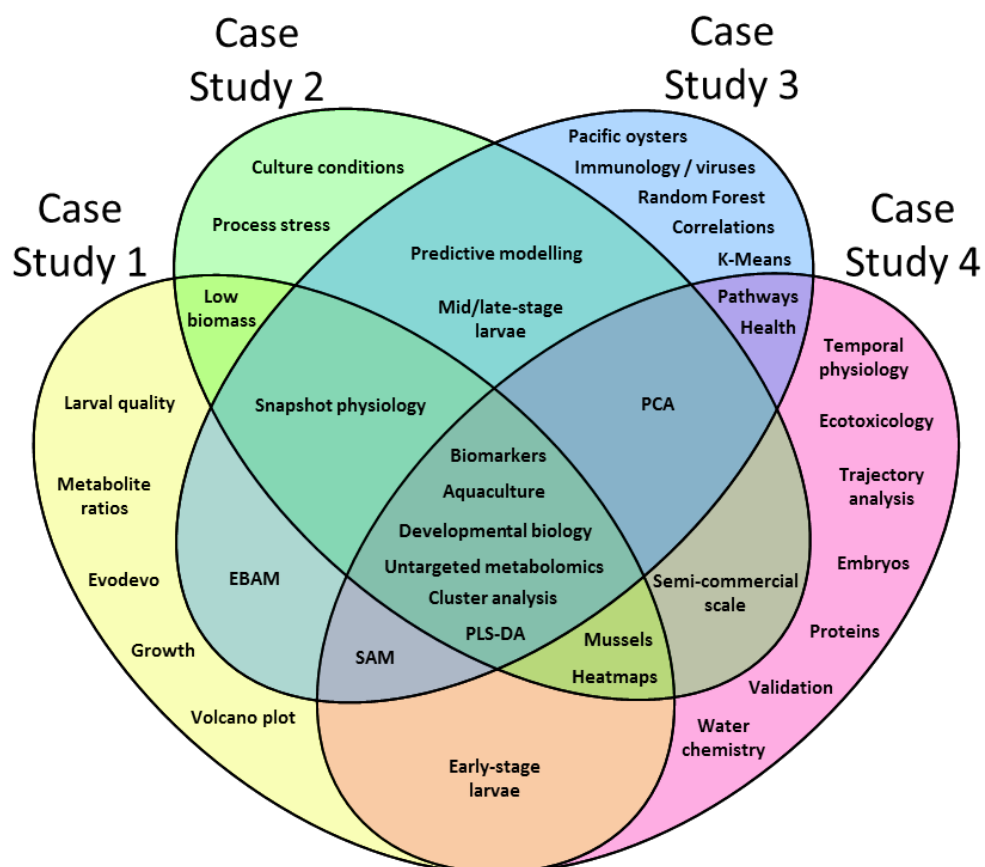 Case
Study 2
Case
Study 3
Case
Study 1
Case
Study 4
Culture conditions
Process stress
Pacific oysters
Immunology / viruses
Random Forest
Correlations
K-Means
Predictive modelling
Mid/late-stage
larvae
Low
biomass
Pathways
Health
Temporal
physiology
Larval quality
Snapshot physiology
PCA
Ecotoxicology
Metabolite
ratios
Biomarkers
Aquaculture
Developmental biology
Untargeted metabolomics
Cluster analysis
PLS-DA
Trajectory
analysis
Evodevo
EBAM
Semi-commercial
scale
Embryos
Growth
SAM
Mussels
Heatmaps
Proteins
Validation
Volcano plot
Water
chemistry
Early-stage
larvae